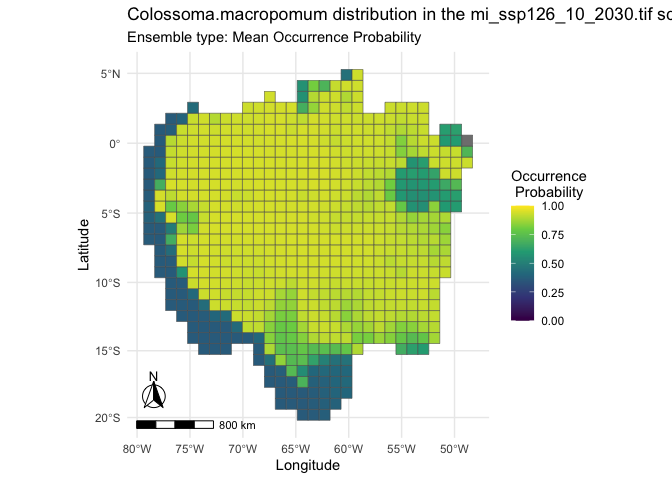 Colossoma.macropomum distribution in the mi_ssp126_10_2030.tif sc
Ensemble type: Mean Occurrence Probability
5°N
0°
5°S
10°S
15°S
20°S
Latitude
N
800 km
80°W 75°W 70°W 65°W 60°W 55°W 50°W
Longitude
Occurrence
Probability
1.00
0.75
0.50
0.25
0.00